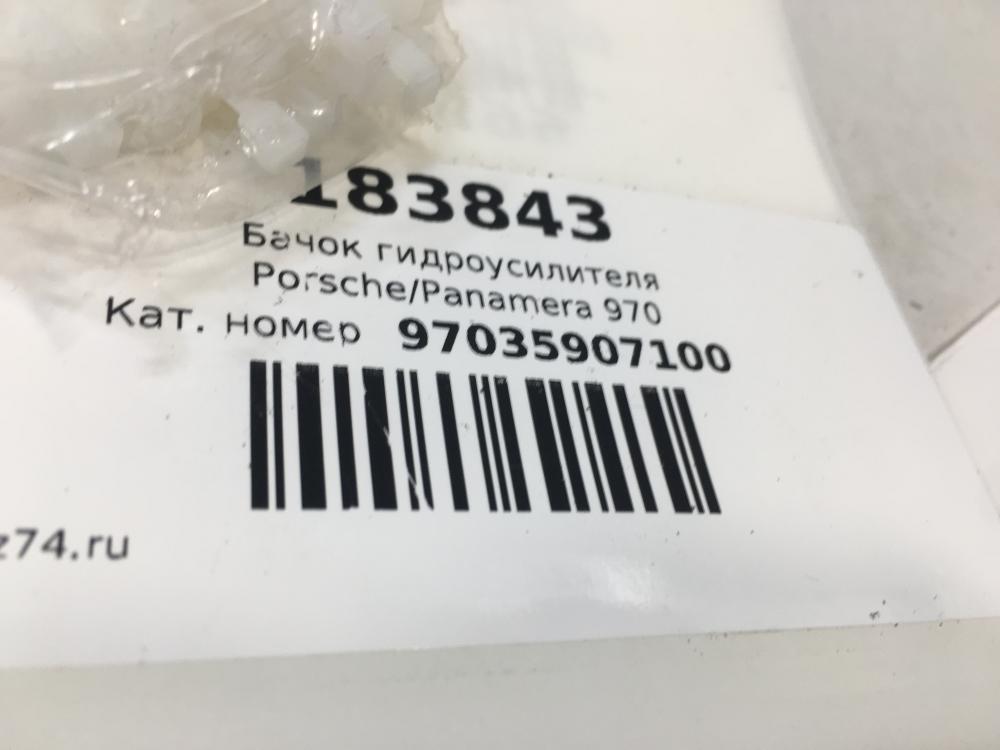 183843
Бачок гидроусилителя
Porsche/Panamera 970
Кат. номер 97035907100
z74.ru